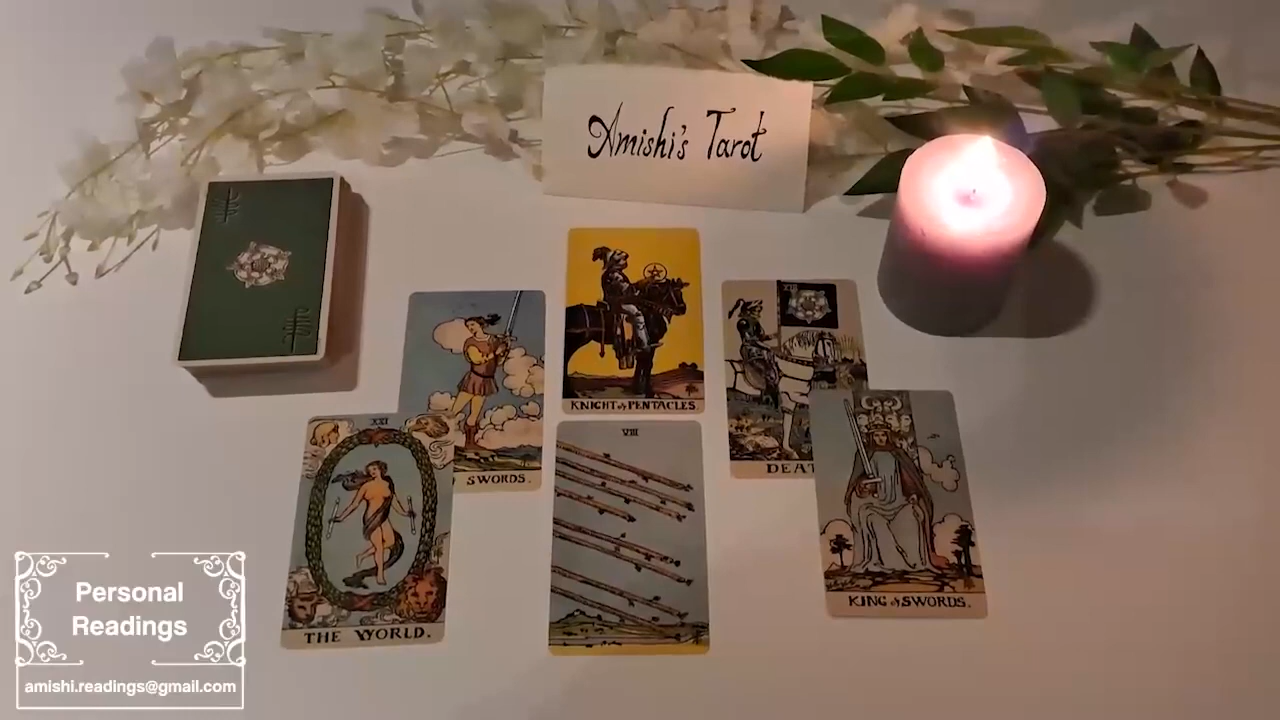 Amishi's Tarot
XIII
KNIGHT of PENTACLES.
SWORDS.
DEAT
XXI
VIII
THE WORLD.
KING of SWORDS.
Personal
Readings
amishi.readings@gmail.com